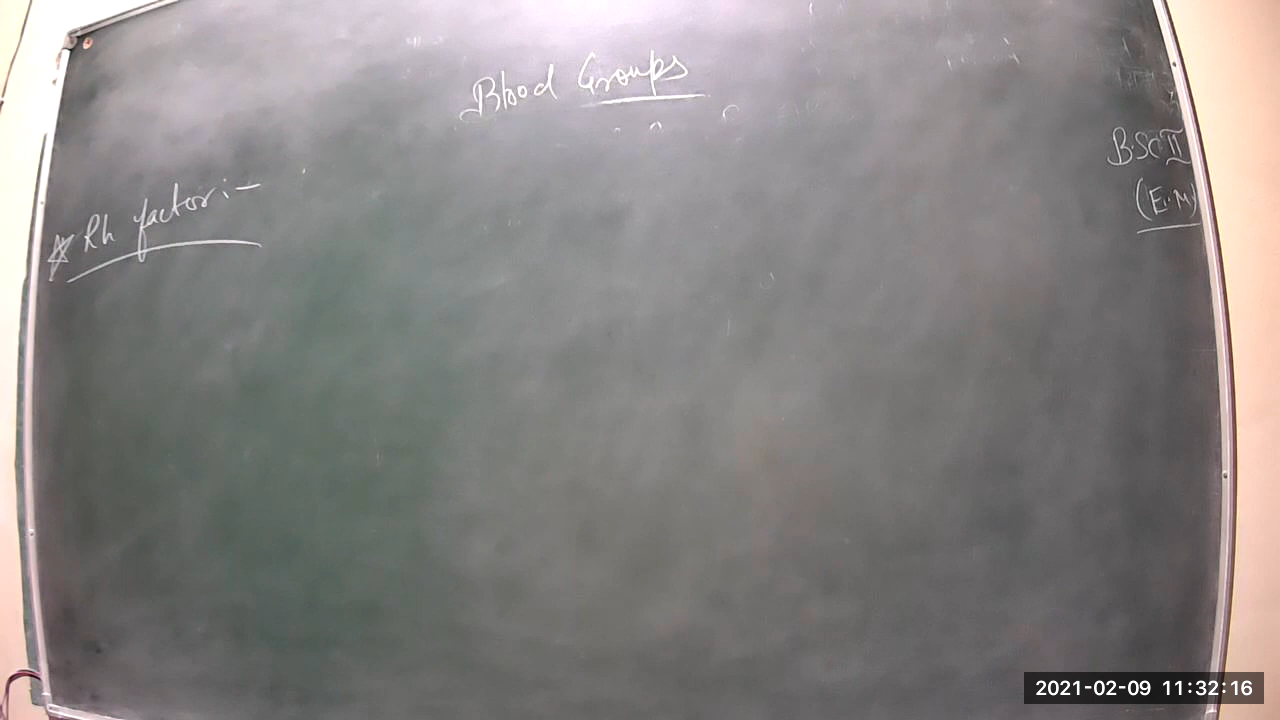 Blood Groups
B.Sc II
(E.M)
* Rh factor:-
2021-02-09 11:32:16